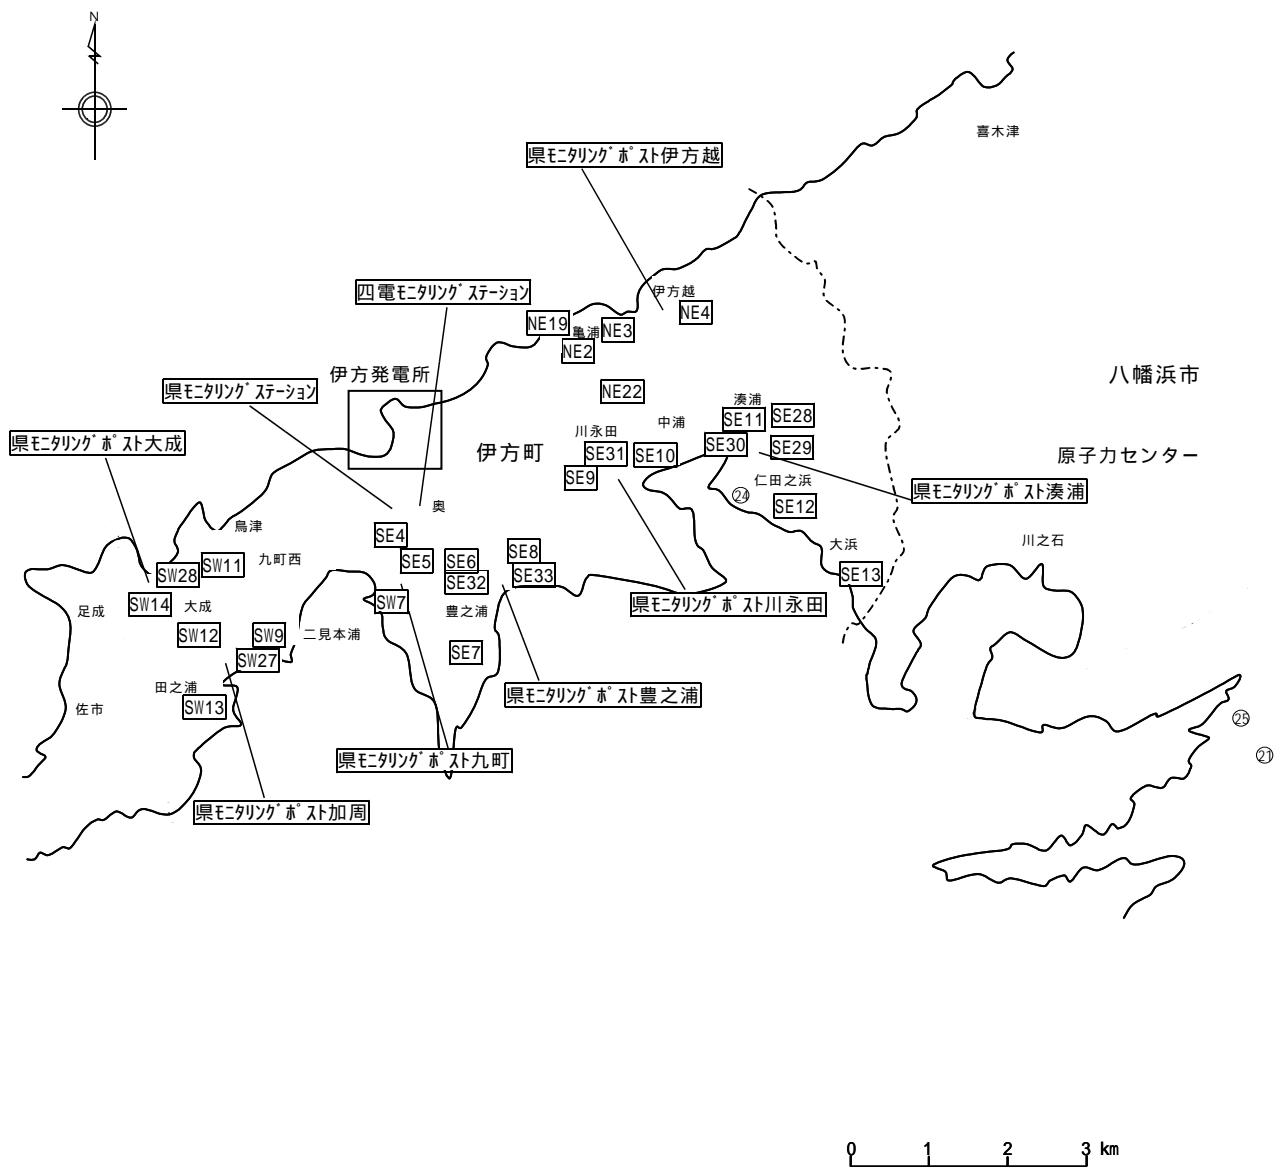 N
喜木津
県ﾓﾆﾀﾘﾝｸﾞﾎﾟｽﾄ伊方越
四電ﾓﾆﾀﾘﾝｸﾞｽﾃｰｼｮﾝ
伊方越
NE4
NE19
亀浦
NE3
NE2
伊方発電所
八幡浜市
県ﾓﾆﾀﾘﾝｸﾞｽﾃｰｼｮﾝ
NE22
湊浦
SE11
SE28
中浦
川永田
県ﾓﾆﾀﾘﾝｸﾞﾎﾟｽﾄ大成
伊方町
SE31
SE10
SE30
SE29
原子力センター
SE9
仁田之浜
県ﾓﾆﾀﾘﾝｸﾞﾎﾟｽﾄ湊浦
㉔
SE12
奥
鳥津
SE4
川之石
大浜
九町西
SE5
SE6
SE8
SW11
SW28
SE32
SE33
SE13
SW14
大成
足成
SW7
豊之浦
県ﾓﾆﾀﾘﾝｸﾞﾎﾟｽﾄ川永田
SW12
SW9
二見本浦
SW27
SE7
田之浦
SW13
佐市
県ﾓﾆﾀﾘﾝｸﾞﾎﾟｽﾄ豊之浦
㉕
県ﾓﾆﾀﾘﾝｸﾞﾎﾟｽﾄ九町
㉑
県ﾓﾆﾀﾘﾝｸﾞﾎﾟｽﾄ加周
0 1 2 3 km